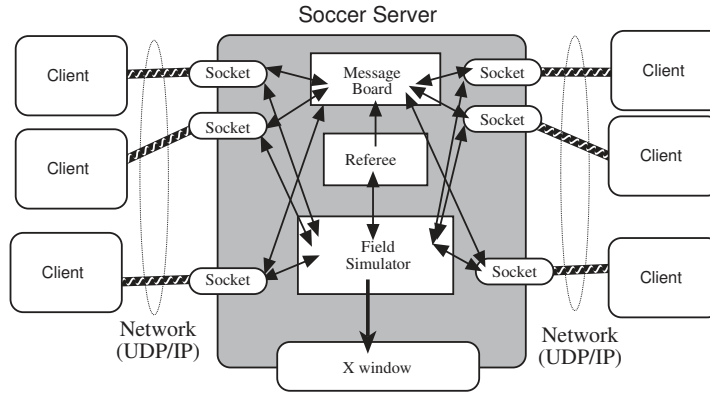 Soccer Server
Client
Socket
Message
Board
Socket
Client
Client
Socket
Socket
Client
Referee
Client
Socket
Field
Simulator
Socket
Client
Network
(UDP/IP)
Network
(UDP/IP)
X window